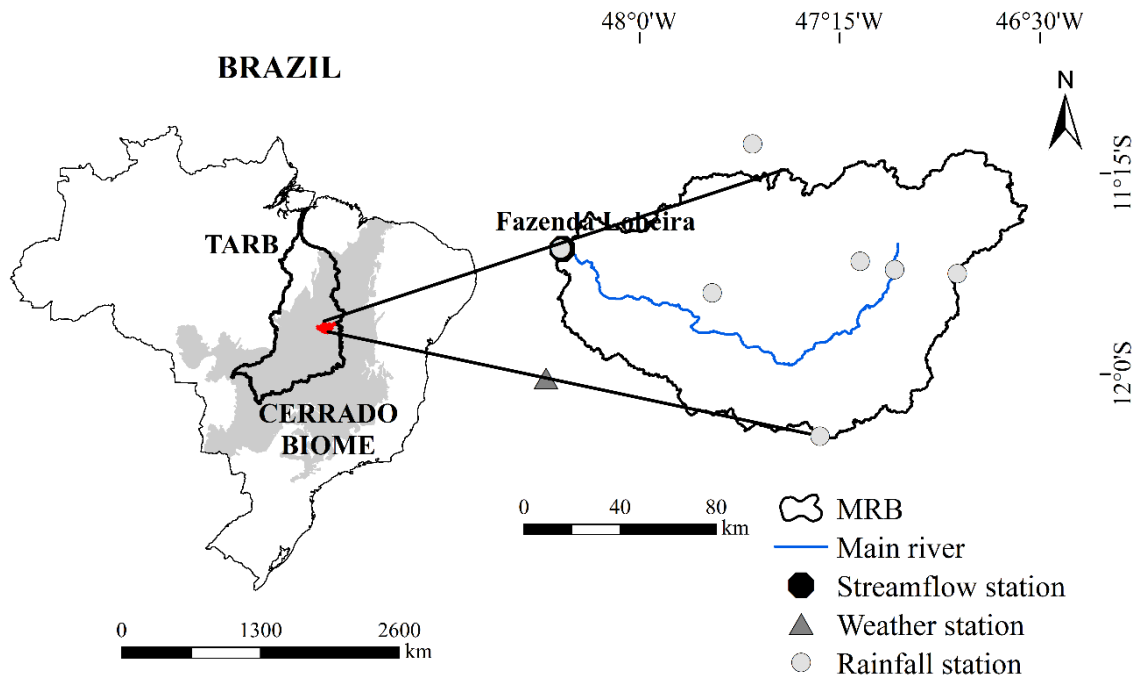 48°0'W
47°15'W
46°30'W
BRAZIL
N
11°15'S
Fazenda Lobeira
TARB
12°0'S
CERRADO
BIOME
0
40
80
km
MRB
Main river
Streamflow station
Weather station
Rainfall station
0
1300
2600
km